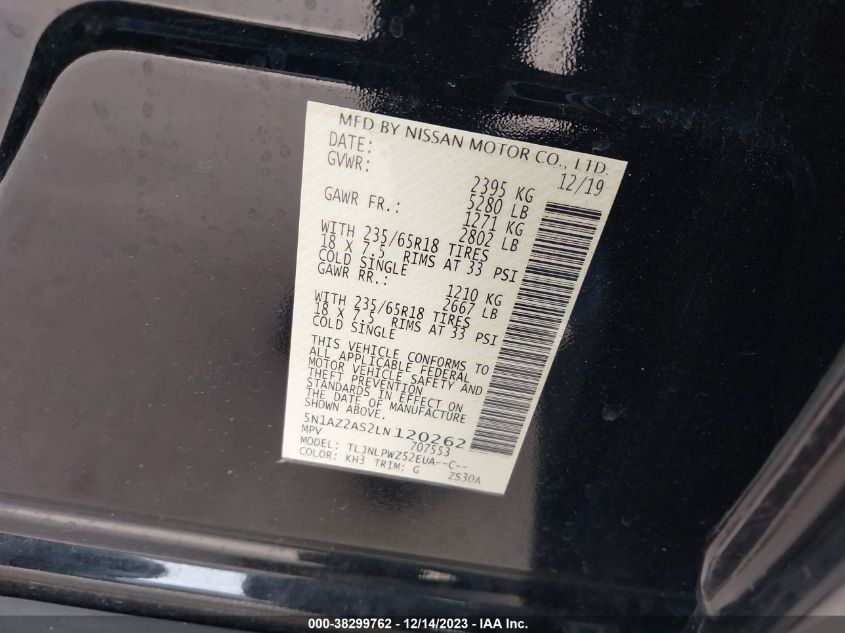 MFD BY NISSAN MOTOR CO., LTD.
DATE: 12/19
GVWR: 2395 KG
5280 LB
GAWR FR.: 1271 KG
2802 LB
WITH 235/65R18 TIRES
18 X 7.5 RIMS AT 33 PSI
COLD SINGLE
GAWR RR.: 1210 KG
2667 LB
WITH 235/65R18 TIRES
18 X 7.5 RIMS AT 33 PSI
COLD SINGLE
THIS VEHICLE CONFORMS TO
ALL APPLICABLE FEDERAL
MOTOR VEHICLE SAFETY AND
THEFT PREVENTION
STANDARDS IN EFFECT ON
THE DATE OF MANUFACTURE
SHOWN ABOVE.
5N1AZ2AS2LN120262
MPV 707553
MODEL: TLJNLPWZ52EUA--C--
COLOR: KH3 TRIM: G Z530A
000-38299762 - 12/14/2023 - IAA Inc.